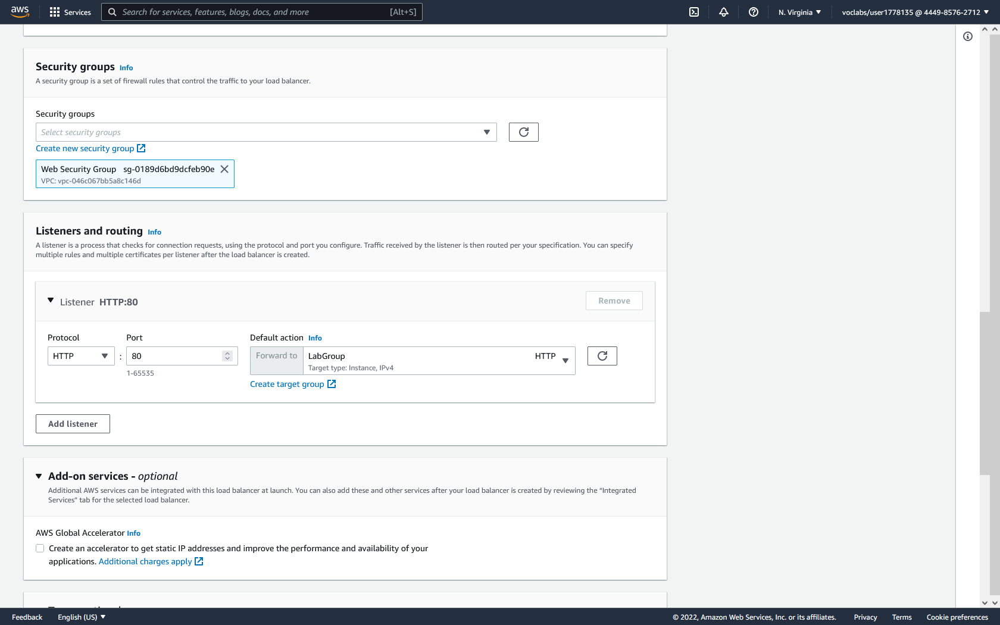 aws Services Search for services, features, blogs, docs, and more [Alt+S] N. Virginia voclabs/user1778135 @ 4449-8576-2712
Security groups Info
A security group is a set of firewall rules that control the traffic to your load balancer.
Security groups
Select security groups
Create new security group
Web Security Group sg-0189d6bd9dcfeb90e
VPC: vpc-046c067bb5a8c146d
Listeners and routing Info
A listener is a process that checks for connection requests, using the protocol and port you configure. Traffic received by the listener is then routed per your specification. You can specify
multiple rules and multiple certificates per listener after the load balancer is created.
Listener HTTP:80 Remove
Protocol Port Default action Info
HTTP : 80 Forward to LabGroup HTTP
1-65535 Target type: Instance, IPv4
Create target group
Add listener
Add-on services - optional
Additional AWS services can be integrated with this load balancer at launch. You can also add these and other services after your load balancer is created by reviewing the “Integrated
Services” tab for the selected load balancer.
AWS Global Accelerator Info
Create an accelerator to get static IP addresses and improve the performance and availability of your
applications. Additional charges apply
Feedback English (US) © 2022, Amazon Web Services, Inc. or its affiliates. Privacy Terms Cookie preferences